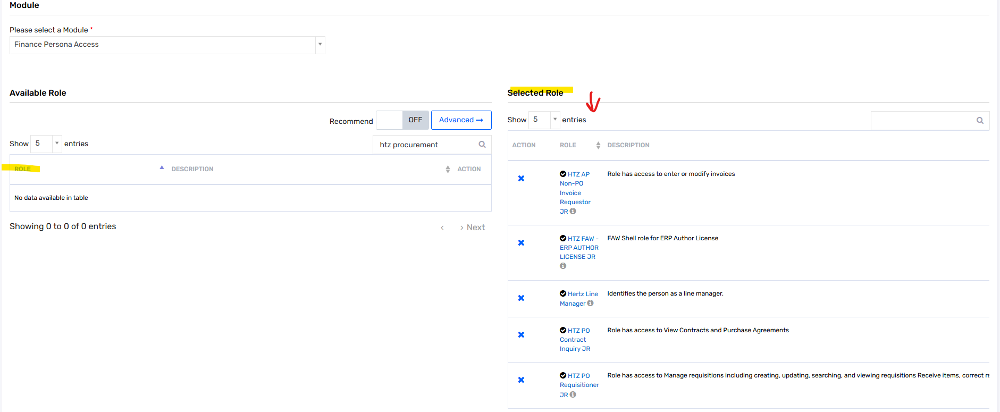 Module
Please select a Module *
Finance Persona Access
Available Role
Recommend OFF Advanced →
Show 5 entries
htz procurement
ROLE DESCRIPTION ACTION
No data available in table
Showing 0 to 0 of 0 entries
‹ › Next
Selected Role
Show 5 entries
ACTION ROLE DESCRIPTION
HTZ AP
Non-PO
Invoice
Requestor
JR
Role has access to enter or modify invoices
HTZ FAW -
ERP AUTHOR
LICENSE JR
FAW Shell role for ERP Author License
Hertz Line
Manager
Identifies the person as a line manager.
HTZ PO
Contract
Inquiry JR
Role has access to View Contracts and Purchase Agreements
HTZ PO
Requisitioner
JR
Role has access to Manage requisitions including creating, updating, searching, and viewing requisitions Receive items, correct re